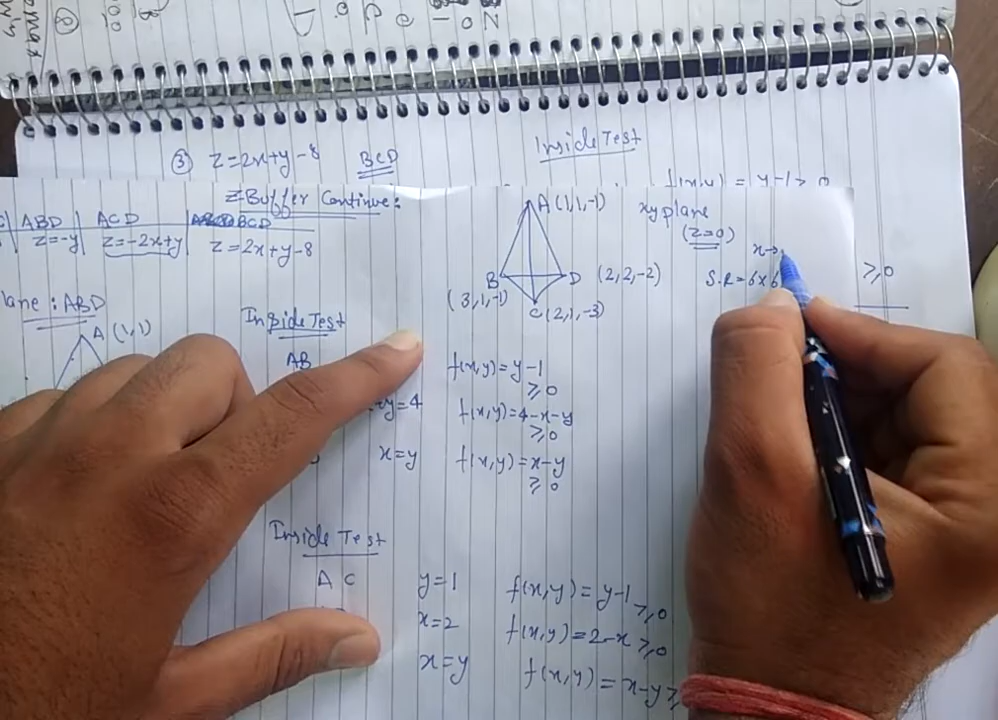 ③ z=2x+y-8 BCD
Inside Test
f(x,y) = y-1 ≥ 0
Z-Buffer Continue:
ABD ACD BCD
z=-y z=-2x+y z=2x+y-8
A (1,1,-1)
B (3,1,-1)
D (2,2,-2)
C (2,1,-3)
xy plane
(z=0)
x→
S.R = 6x6
≥0
Plane: ABD
A (1,1)
Inside Test
AB f(x,y)=y-1
≥0
x+y=4 f(x,y)=4-x-y
≥0
x=y f(x,y)=x-y
≥0
Inside Test
AC y=1 f(x,y)=y-1≥0
x=2 f(x,y)=2-x≥0
x=y f(x,y)=x-y≥